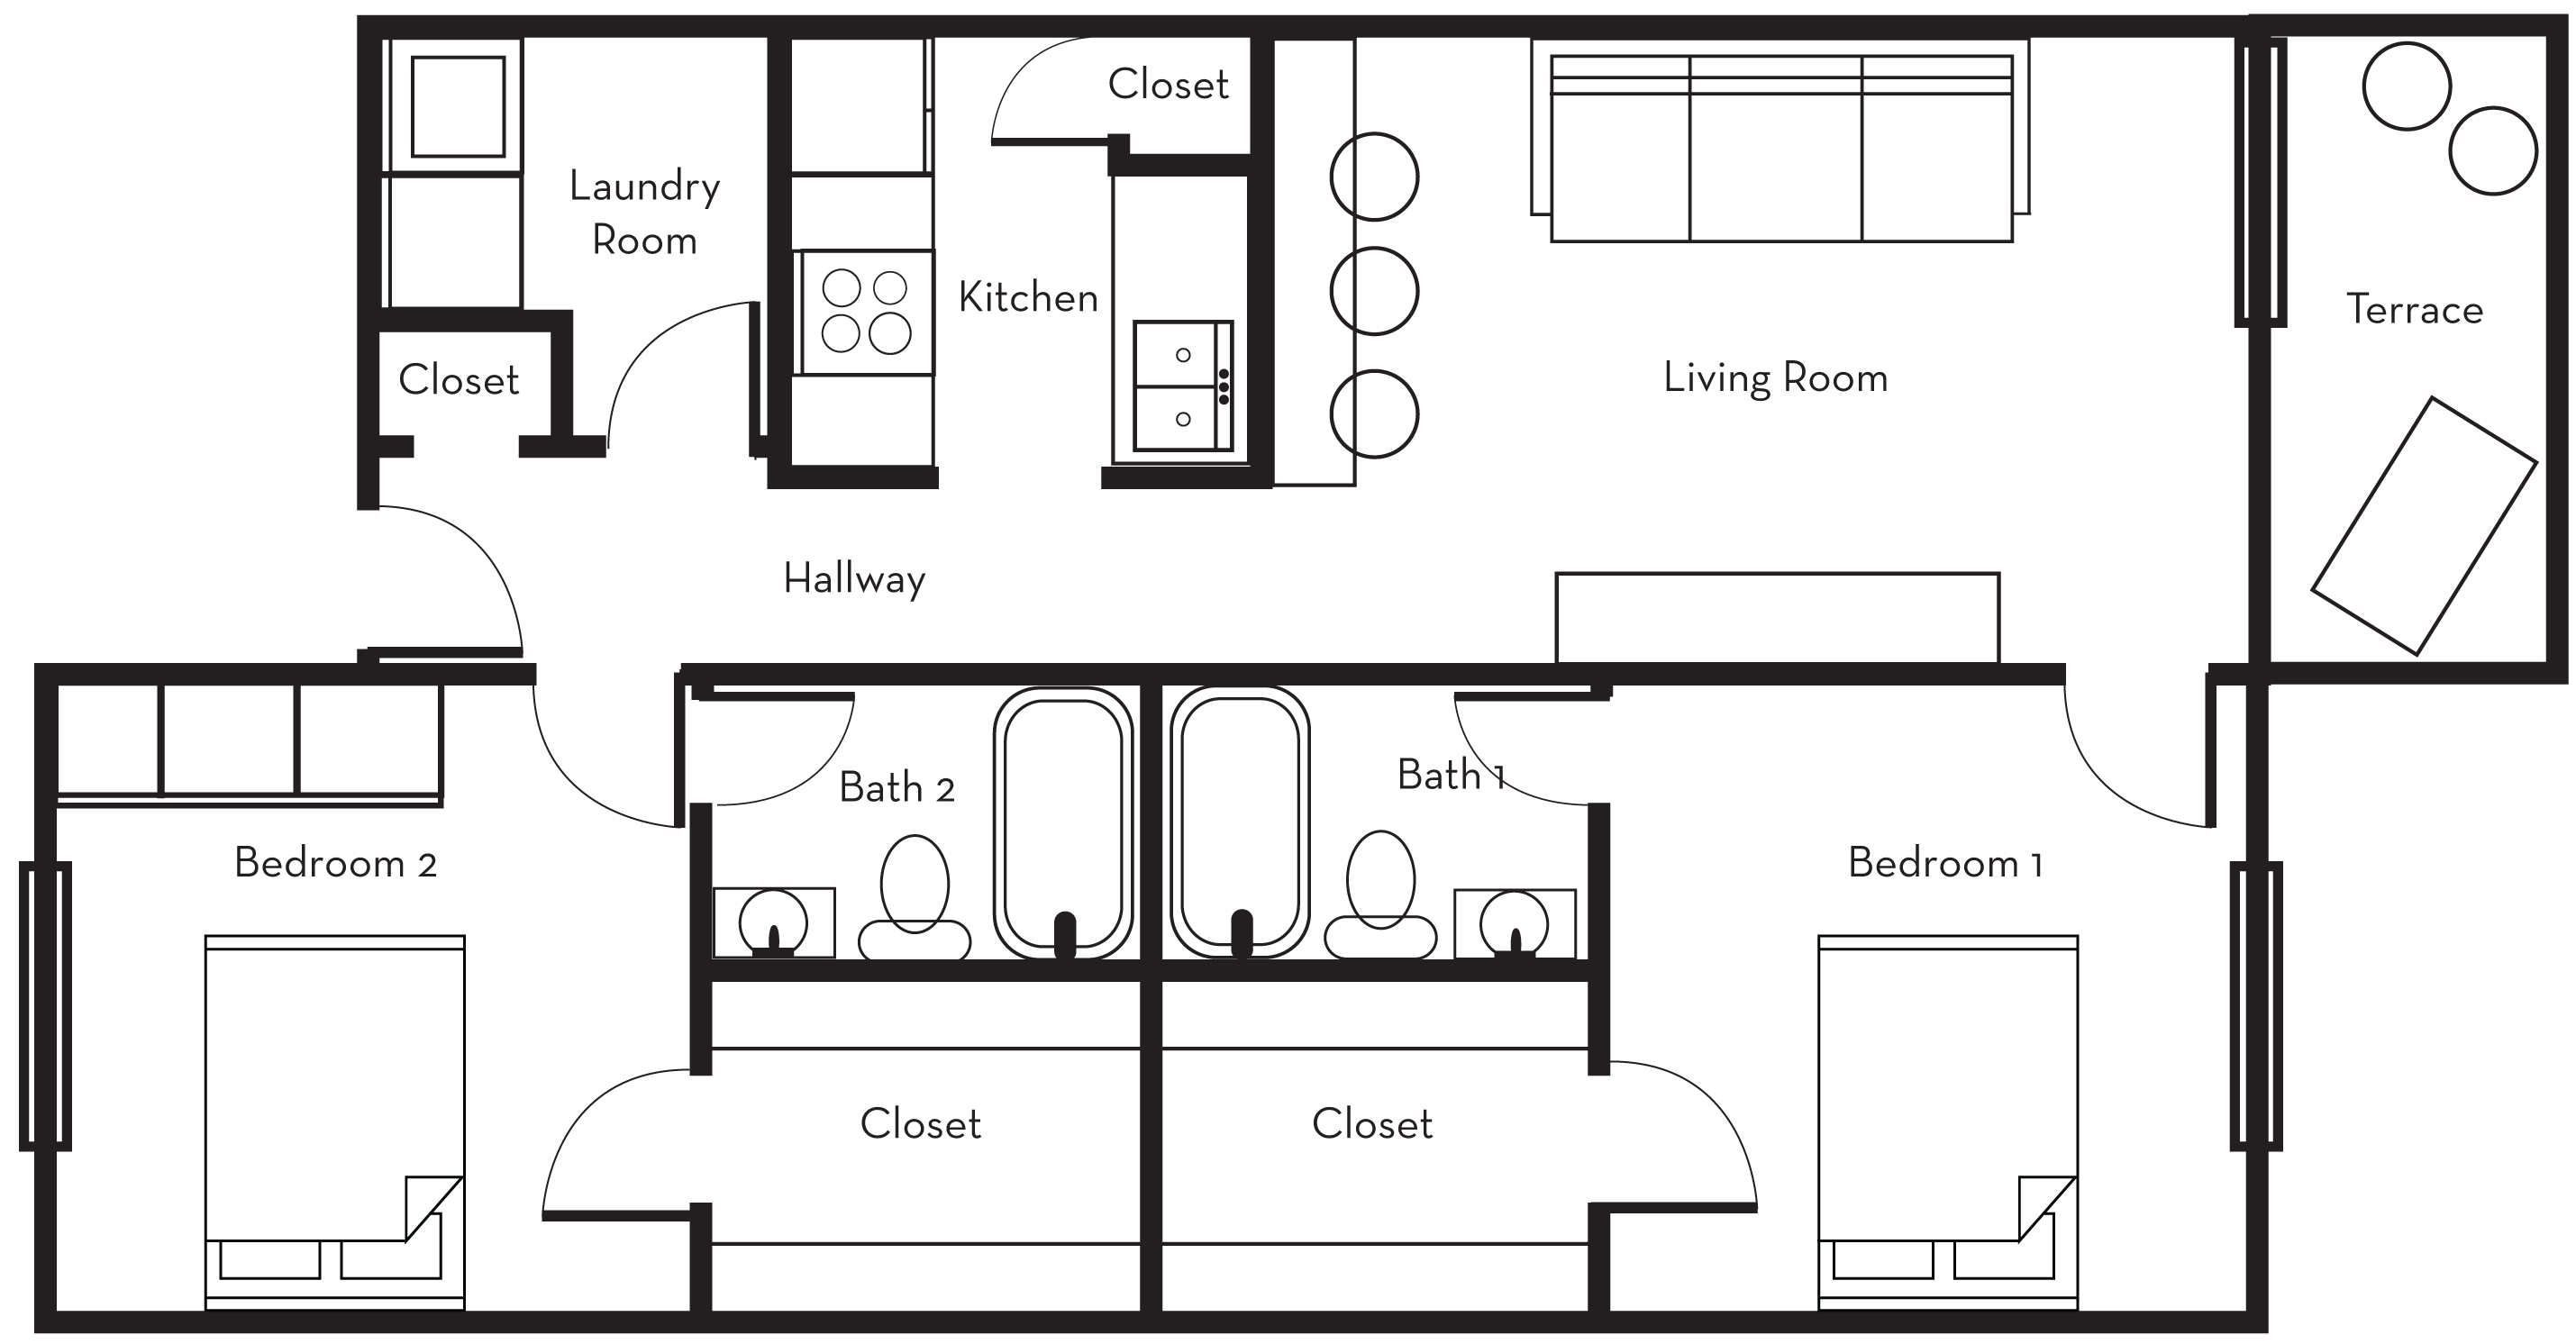 Closet
Laundry
Room
Kitchen
Terrace
Living Room
Closet
Hallway
Bath 1
Bath 2
Bedroom 2
Bedroom 1
Closet
Closet